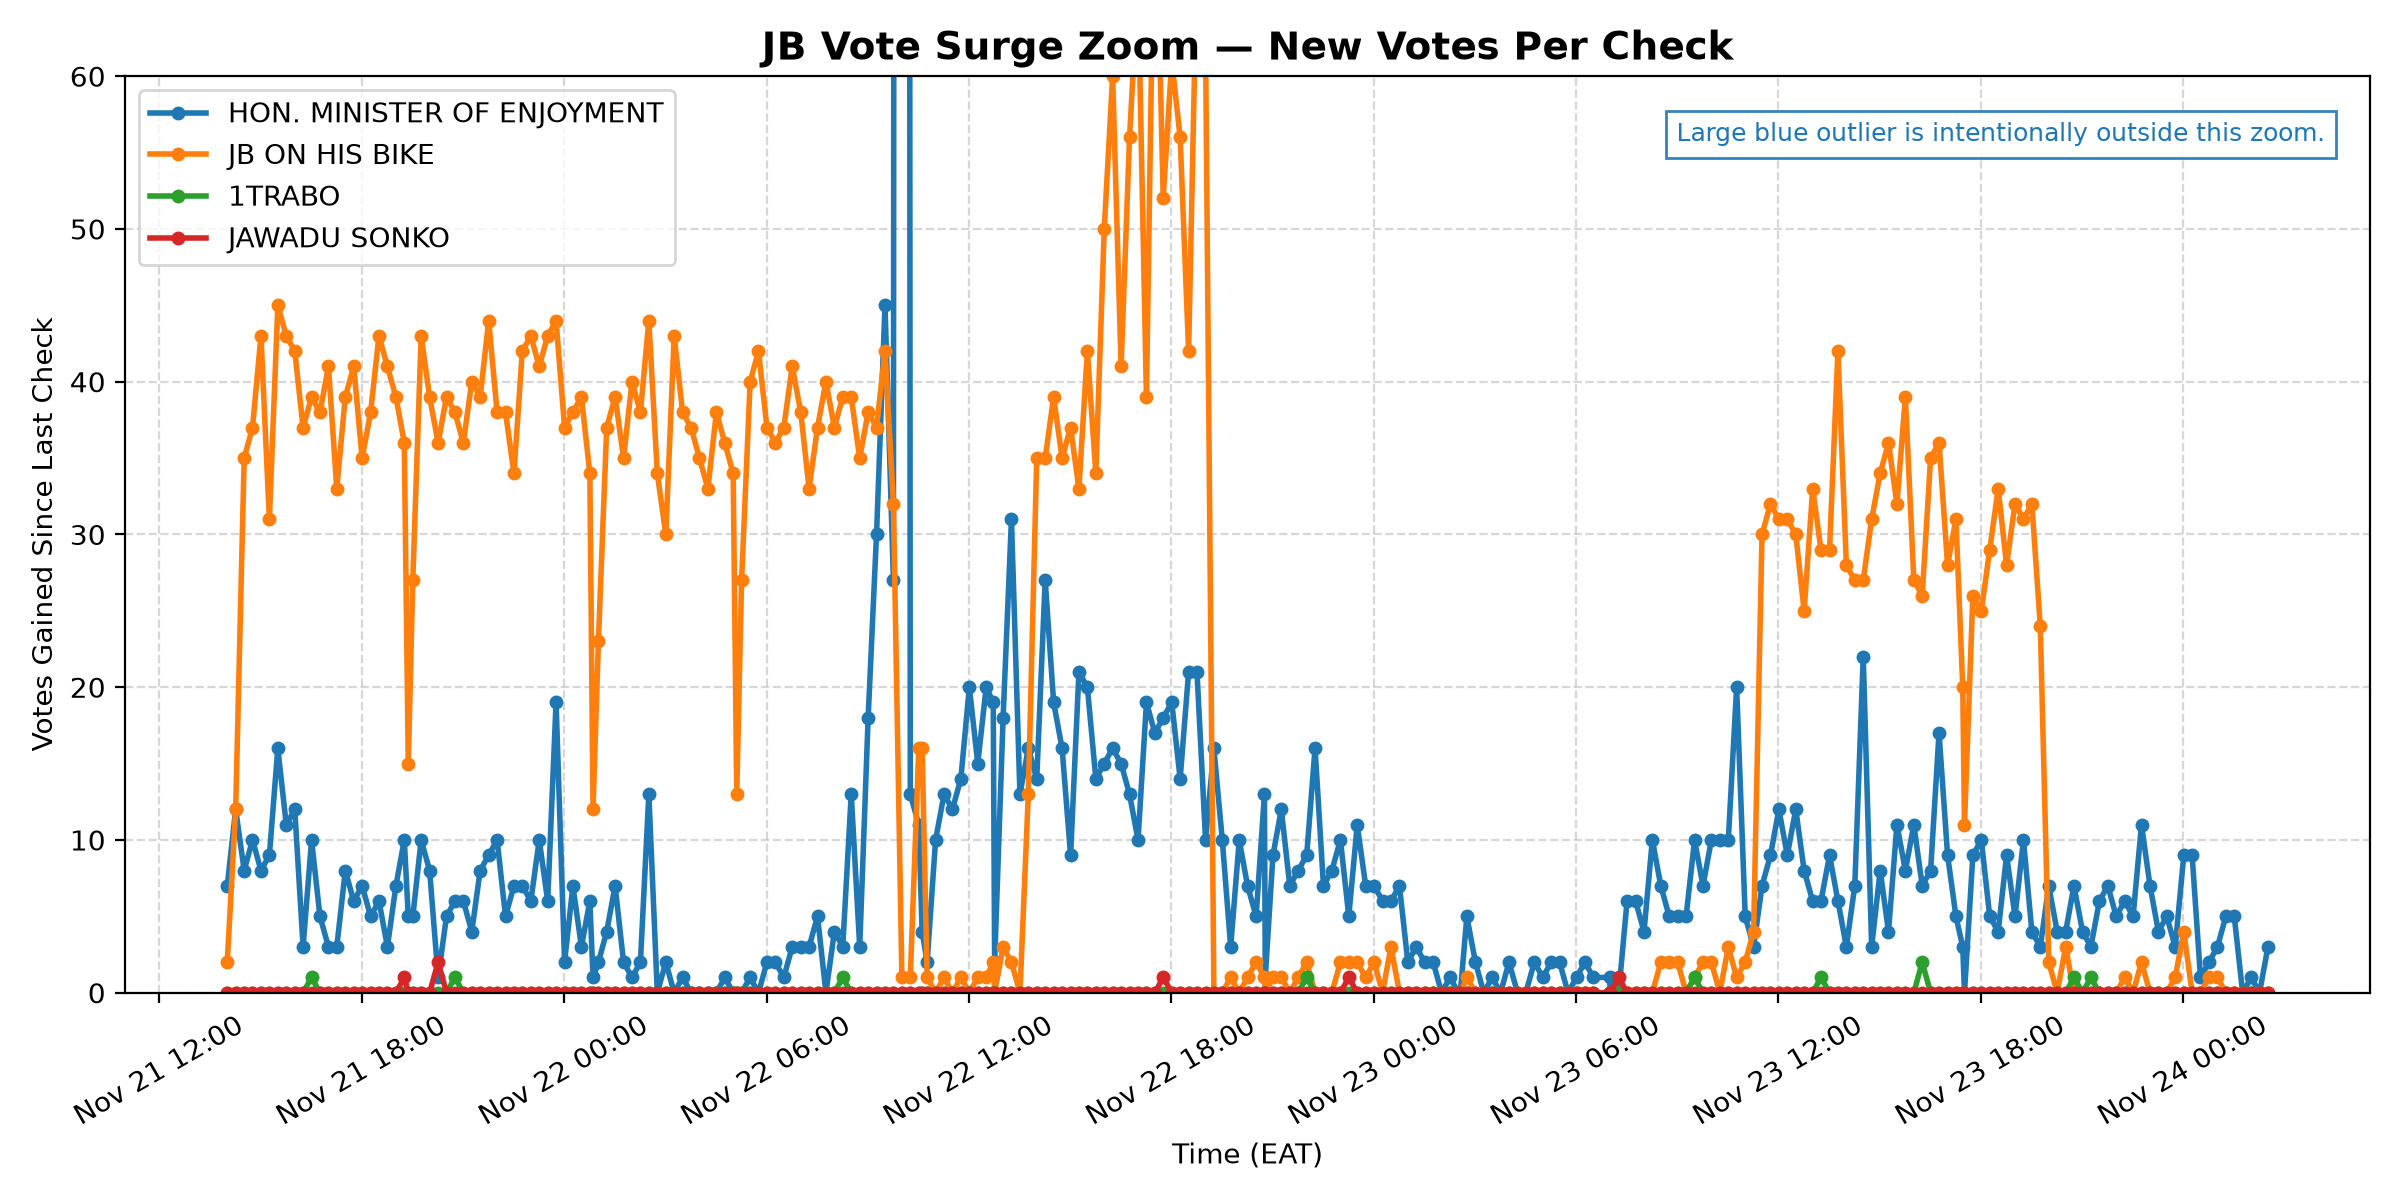 JB Vote Surge Zoom — New Votes Per Check
Votes Gained Since Last Check
60
50
40
30
20
10
0
HON. MINISTER OF ENJOYMENT
JB ON HIS BIKE
1TRABO
JAWADU SONKO
Large blue outlier is intentionally outside this zoom.
Nov 21 12:00
Nov 21 18:00
Nov 22 00:00
Nov 22 06:00
Nov 22 12:00
Nov 22 18:00
Nov 23 00:00
Nov 23 06:00
Nov 23 12:00
Nov 23 18:00
Nov 24 00:00
Time (EAT)